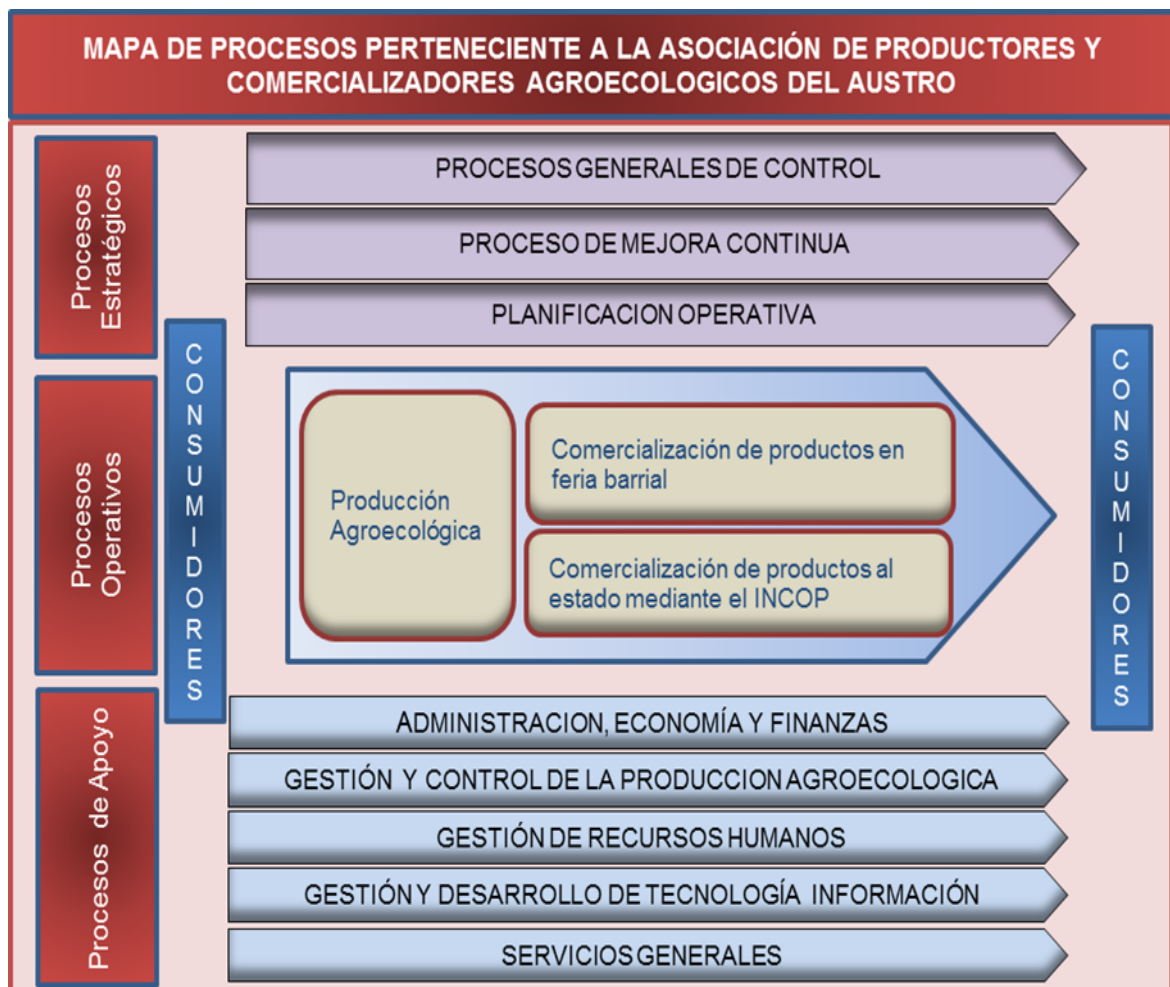 MAPA DE PROCESOS PERTENECIENTE A LA ASOCIACIÓN DE PRODUCTORES Y
COMERCIALIZADORES AGROECOLOGICOS DEL AUSTRO
Procesos
Estratégicos
PROCESOS GENERALES DE CONTROL
PROCESO DE MEJORA CONTINUA
PLANIFICACION OPERATIVA
CONSUMIDORES
Procesos
Operativos
Producción
Agroecológica
Comercialización de productos en
feria barrial
Comercialización de productos al
estado mediante el INCOP
CONSUMIDORES
Procesos de Apoyo
ADMINISTRACION, ECONOMÍA Y FINANZAS
GESTIÓN Y CONTROL DE LA PRODUCCION AGROECOLOGICA
GESTIÓN DE RECURSOS HUMANOS
GESTIÓN Y DESARROLLO DE TECNOLOGÍA INFORMACIÓN
SERVICIOS GENERALES